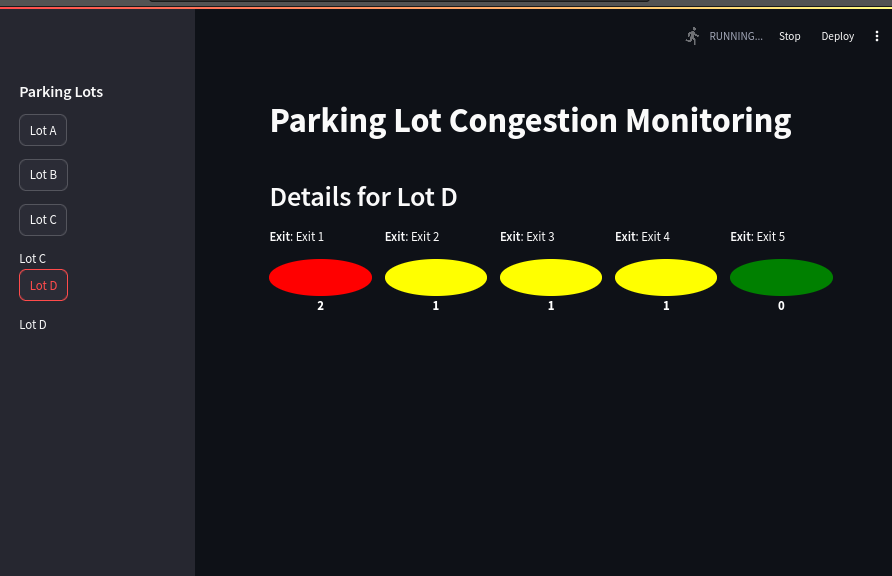 RUNNING... Stop Deploy
Parking Lots
Lot A
Lot B
Lot C
Lot C
Lot D
Lot D
Parking Lot Congestion Monitoring
Details for Lot D
Exit: Exit 1 Exit: Exit 2 Exit: Exit 3 Exit: Exit 4 Exit: Exit 5
2 1 1 1 0